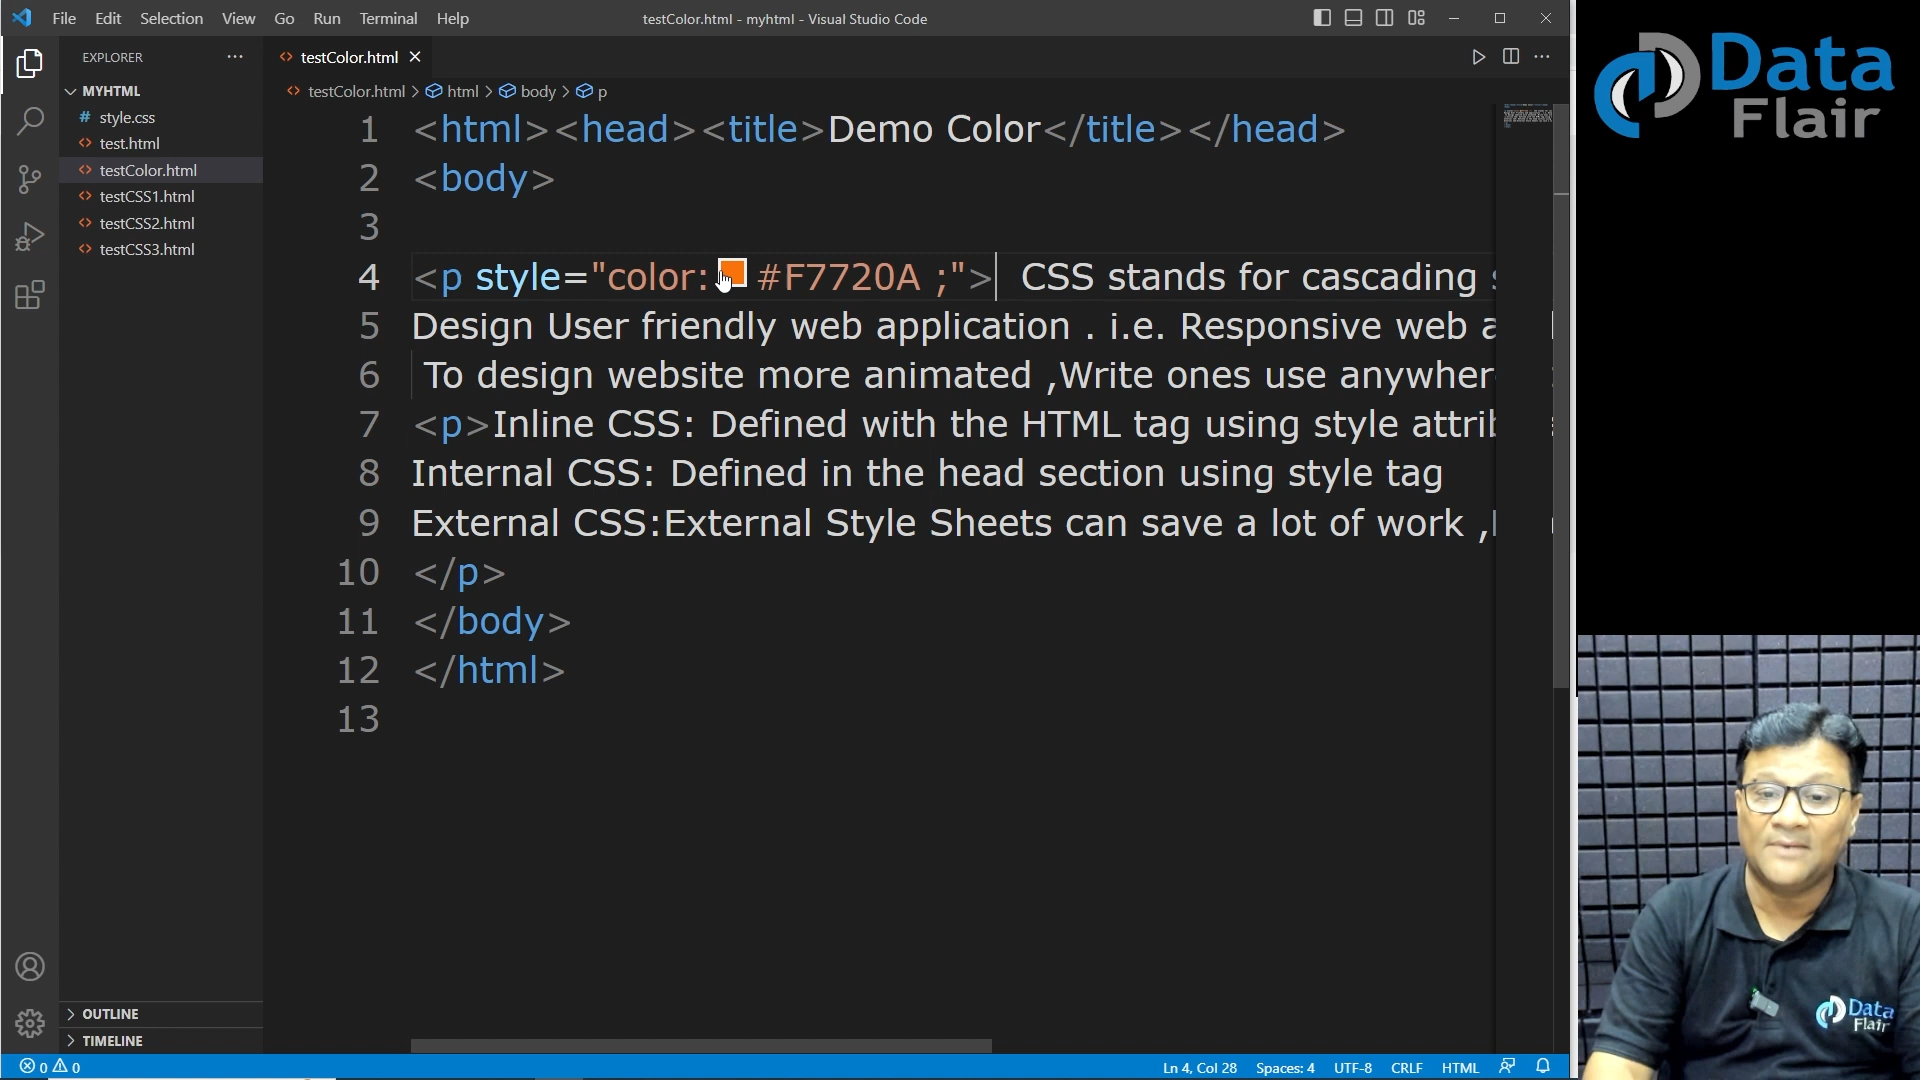 File Edit Selection View Go Run Terminal Help
testColor.html - myhtml - Visual Studio Code
EXPLORER
MYHTML
# style.css
<> test.html
<> testColor.html
<> testCSS1.html
<> testCSS2.html
<> testCSS3.html
OUTLINE
TIMELINE
<> testColor.html
<> testColor.html > html > body > p
1 <html><head><title>Demo Color</title></head>
2 <body>
3
4 <p style="color: #F7720A ;"> CSS stands for cascading
5 Design User friendly web application . i.e. Responsive web a
6 To design website more animated ,Write ones use anywher
7 <p>Inline CSS: Defined with the HTML tag using style attrib
8 Internal CSS: Defined in the head section using style tag
9 External CSS:External Style Sheets can save a lot of work ,
10 </p>
11 </body>
12 </html>
13
0 0
Ln 4, Col 28 Spaces: 4 UTF-8 CRLF HTML
Data
Flair
Data
Flair